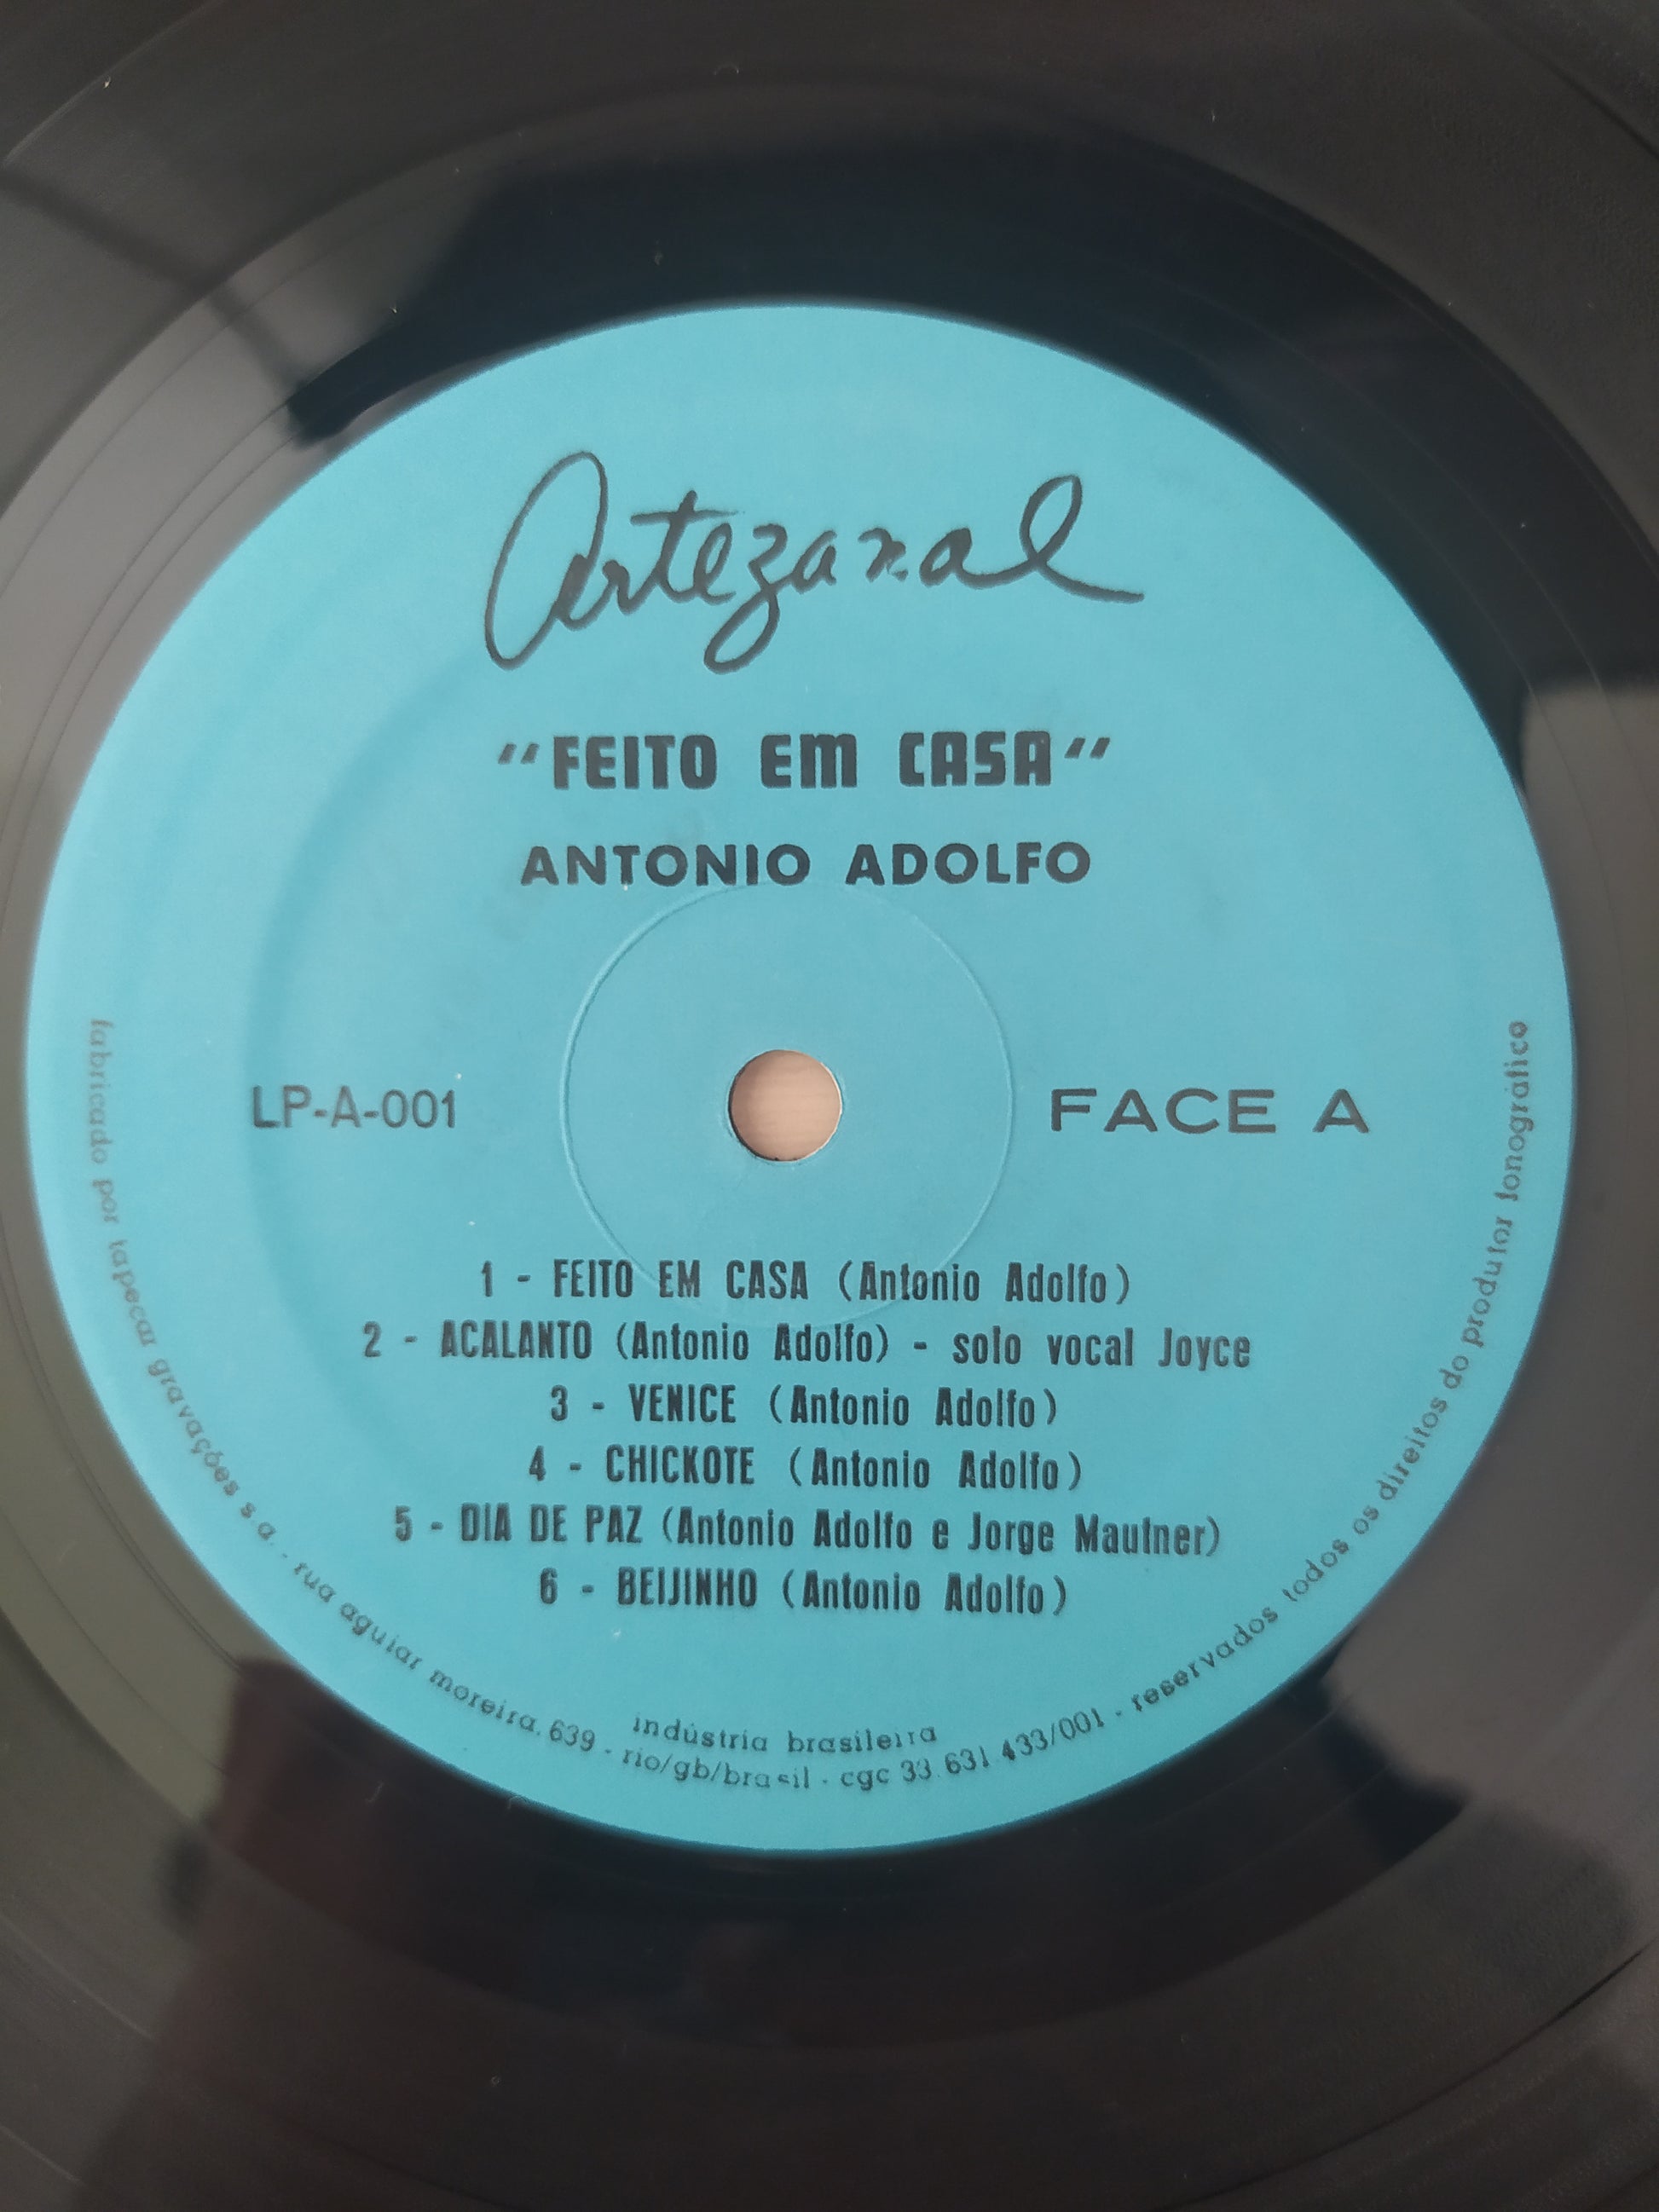 Artezanal
"FEITO EM CASA"
ANTONIO ADOLFO
LP-A-001
FACE A
1 - FEITO EM CASA (Antonio Adolfo)
2 - ACALANTO (Antonio Adolfo) - solo vocal Joyce
3 - VENICE (Antonio Adolfo)
4 - CHICKOTE (Antonio Adolfo)
5 - DIA DE PAZ (Antonio Adolfo e Jorge Mautner)
6 - BEIJINHO (Antonio Adolfo)
indústria brasileira
fabricado por tapecar gravações s a. - rua aguiar moreira, 639 - rio/gb/brasil - cgc 33.631.433/001 - reservados todos os direitos do produtor fonográfico